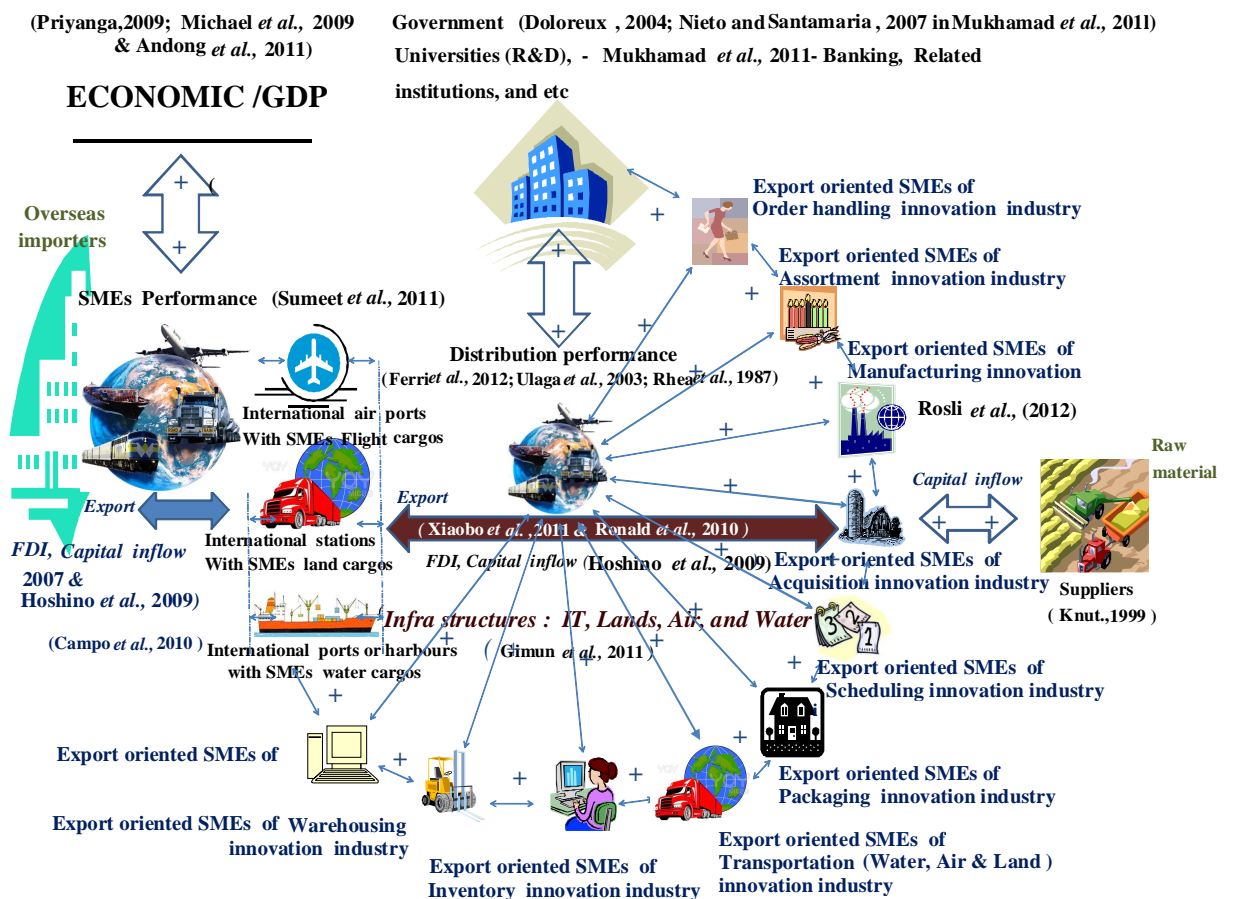 (Priyanga,2009; Michael et al., 2009
& Andong et al., 2011)
ECONOMIC /GDP
Government (Doloreux , 2004; Nieto and Santamaria , 2007 in Mukhamad et al., 2011)
Universities (R&D), - Mukhamad et al., 2011- Banking, Related
institutions, and etc
+
(
+
Overseas
importers
SMEs Performance (Sumeet et al., 2011)
International air ports
With SMEs Flight cargos
Export
FDI, Capital inflow
2007 &
Hoshino et al., 2009)
(Campo et al., 2010 )
International stations
With SMEs land cargos
International ports or harbours
with SMEs water cargos
+
+
Distribution performance
(Ferri et al., 2012; Ulaga et al., 2003; Rhea et al., 1987)
Export
( Xiaobo et al. ,2011 & Ronald et al., 2010 )
FDI, Capital inflow (Hoshino et al., 2009)
Infra structures : IT, Lands, Air, and Water
( Gimun et al., 2011 )
Export oriented SMEs of
Order handling innovation industry
+
Export oriented SMEs of
Assortment innovation industry
+
+
Export oriented SMEs of
Manufacturing innovation
+
Rosli et al., (2012)
+
+
Capital inflow
+
+
Raw
material
Suppliers
( Knut.,1999 )
Export oriented SMEs of
Acquisition innovation industry
+
+
3
2
1
Export oriented SMEs of
Scheduling innovation industry
+
+
i
+
Export oriented SMEs of
Packaging innovation industry
+
+
+
Export oriented SMEs of
Transportation (Water, Air & Land )
innovation industry
+
+
+
+
Export oriented SMEs of
Export oriented SMEs of Warehousing
innovation industry
Export oriented SMEs of
Inventory innovation industry